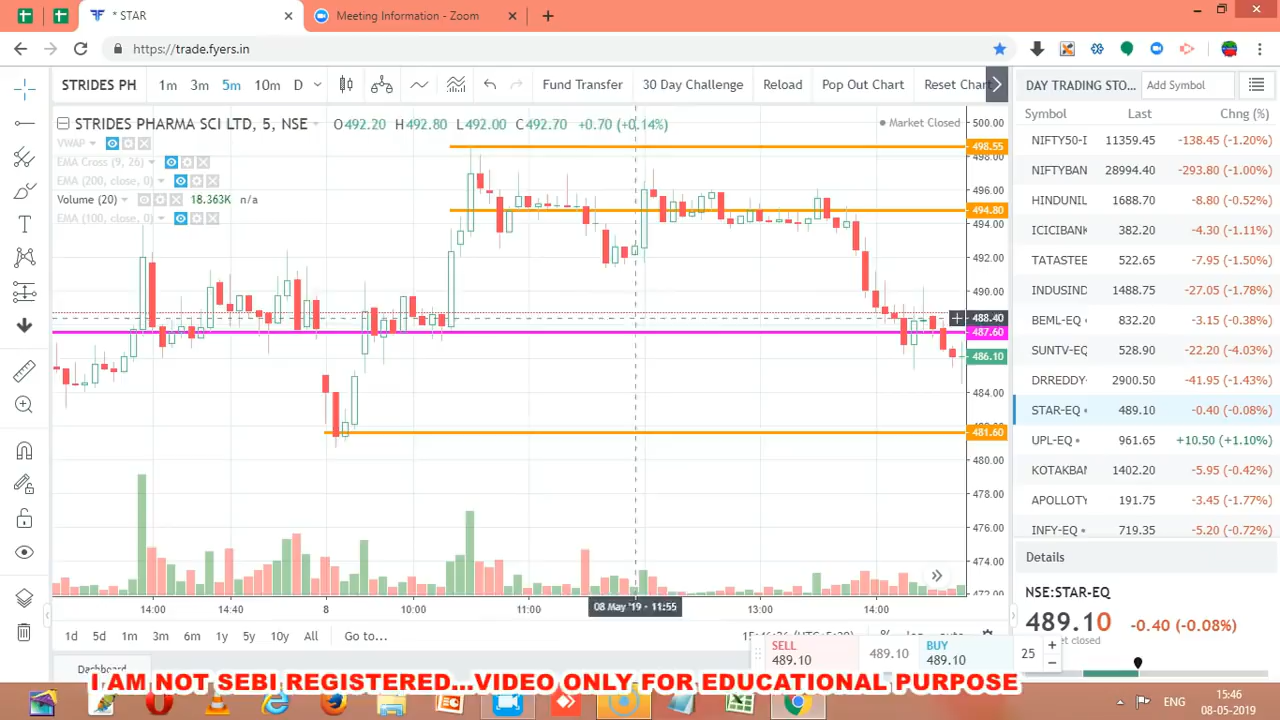 * STAR
Meeting Information - Zoom
https://trade.fyers.in
STRIDES PH 1m 3m 5m 10m D Fund Transfer 30 Day Challenge Reload Pop Out Chart Reset Chart
STRIDES PHARMA SCI LTD, 5, NSE O492.20 H492.80 L492.00 C492.70 +0.70 (+0.14%) Market Closed
VWAP
EMA Cross (9, 26)
EMA (200, close, 0)
Volume (20) 18.363K n/a
EMA (100, close, 0)
500.00
498.55
498.00
496.00
494.80
494.00
492.00
490.00
488.40
487.60
486.10
484.00
481.60
480.00
478.00
476.00
474.00
472.00
14:00 14:40 8 10:00 11:00 08 May '19 - 11:55 13:00 14:00
1d 5d 1m 3m 6m 1y 5y 10y All Go to...
SELL
489.10
489.10
BUY
489.10
25
DAY TRADING STO... Add Symbol
Symbol Last Chng (%)
NIFTY50-I 11359.45 -138.45 (-1.20%)
NIFTYBAN 28994.40 -293.80 (-1.00%)
HINDUNIL 1688.70 -8.80 (-0.52%)
ICICIBANK 382.20 -4.30 (-1.11%)
TATASTEE 522.65 -7.95 (-1.50%)
INDUSIND 1488.75 -27.05 (-1.78%)
BEML-EQ 832.20 -3.15 (-0.38%)
SUNTV-EQ 528.90 -22.20 (-4.03%)
DRREDDY- 2900.50 -41.95 (-1.43%)
STAR-EQ 489.10 -0.40 (-0.08%)
UPL-EQ 961.65 +10.50 (+1.10%)
KOTAKBAN 1402.20 -5.95 (-0.42%)
APOLLOTY 191.75 -3.45 (-1.77%)
INFY-EQ 719.35 -5.20 (-0.72%)
Details
NSE:STAR-EQ
489.10 -0.40 (-0.08%)
Dashboard
I AM NOT SEBI REGISTERED...VIDEO ONLY FOR EDUCATIONAL PURPOSE
ENG
15:46
08-05-2019